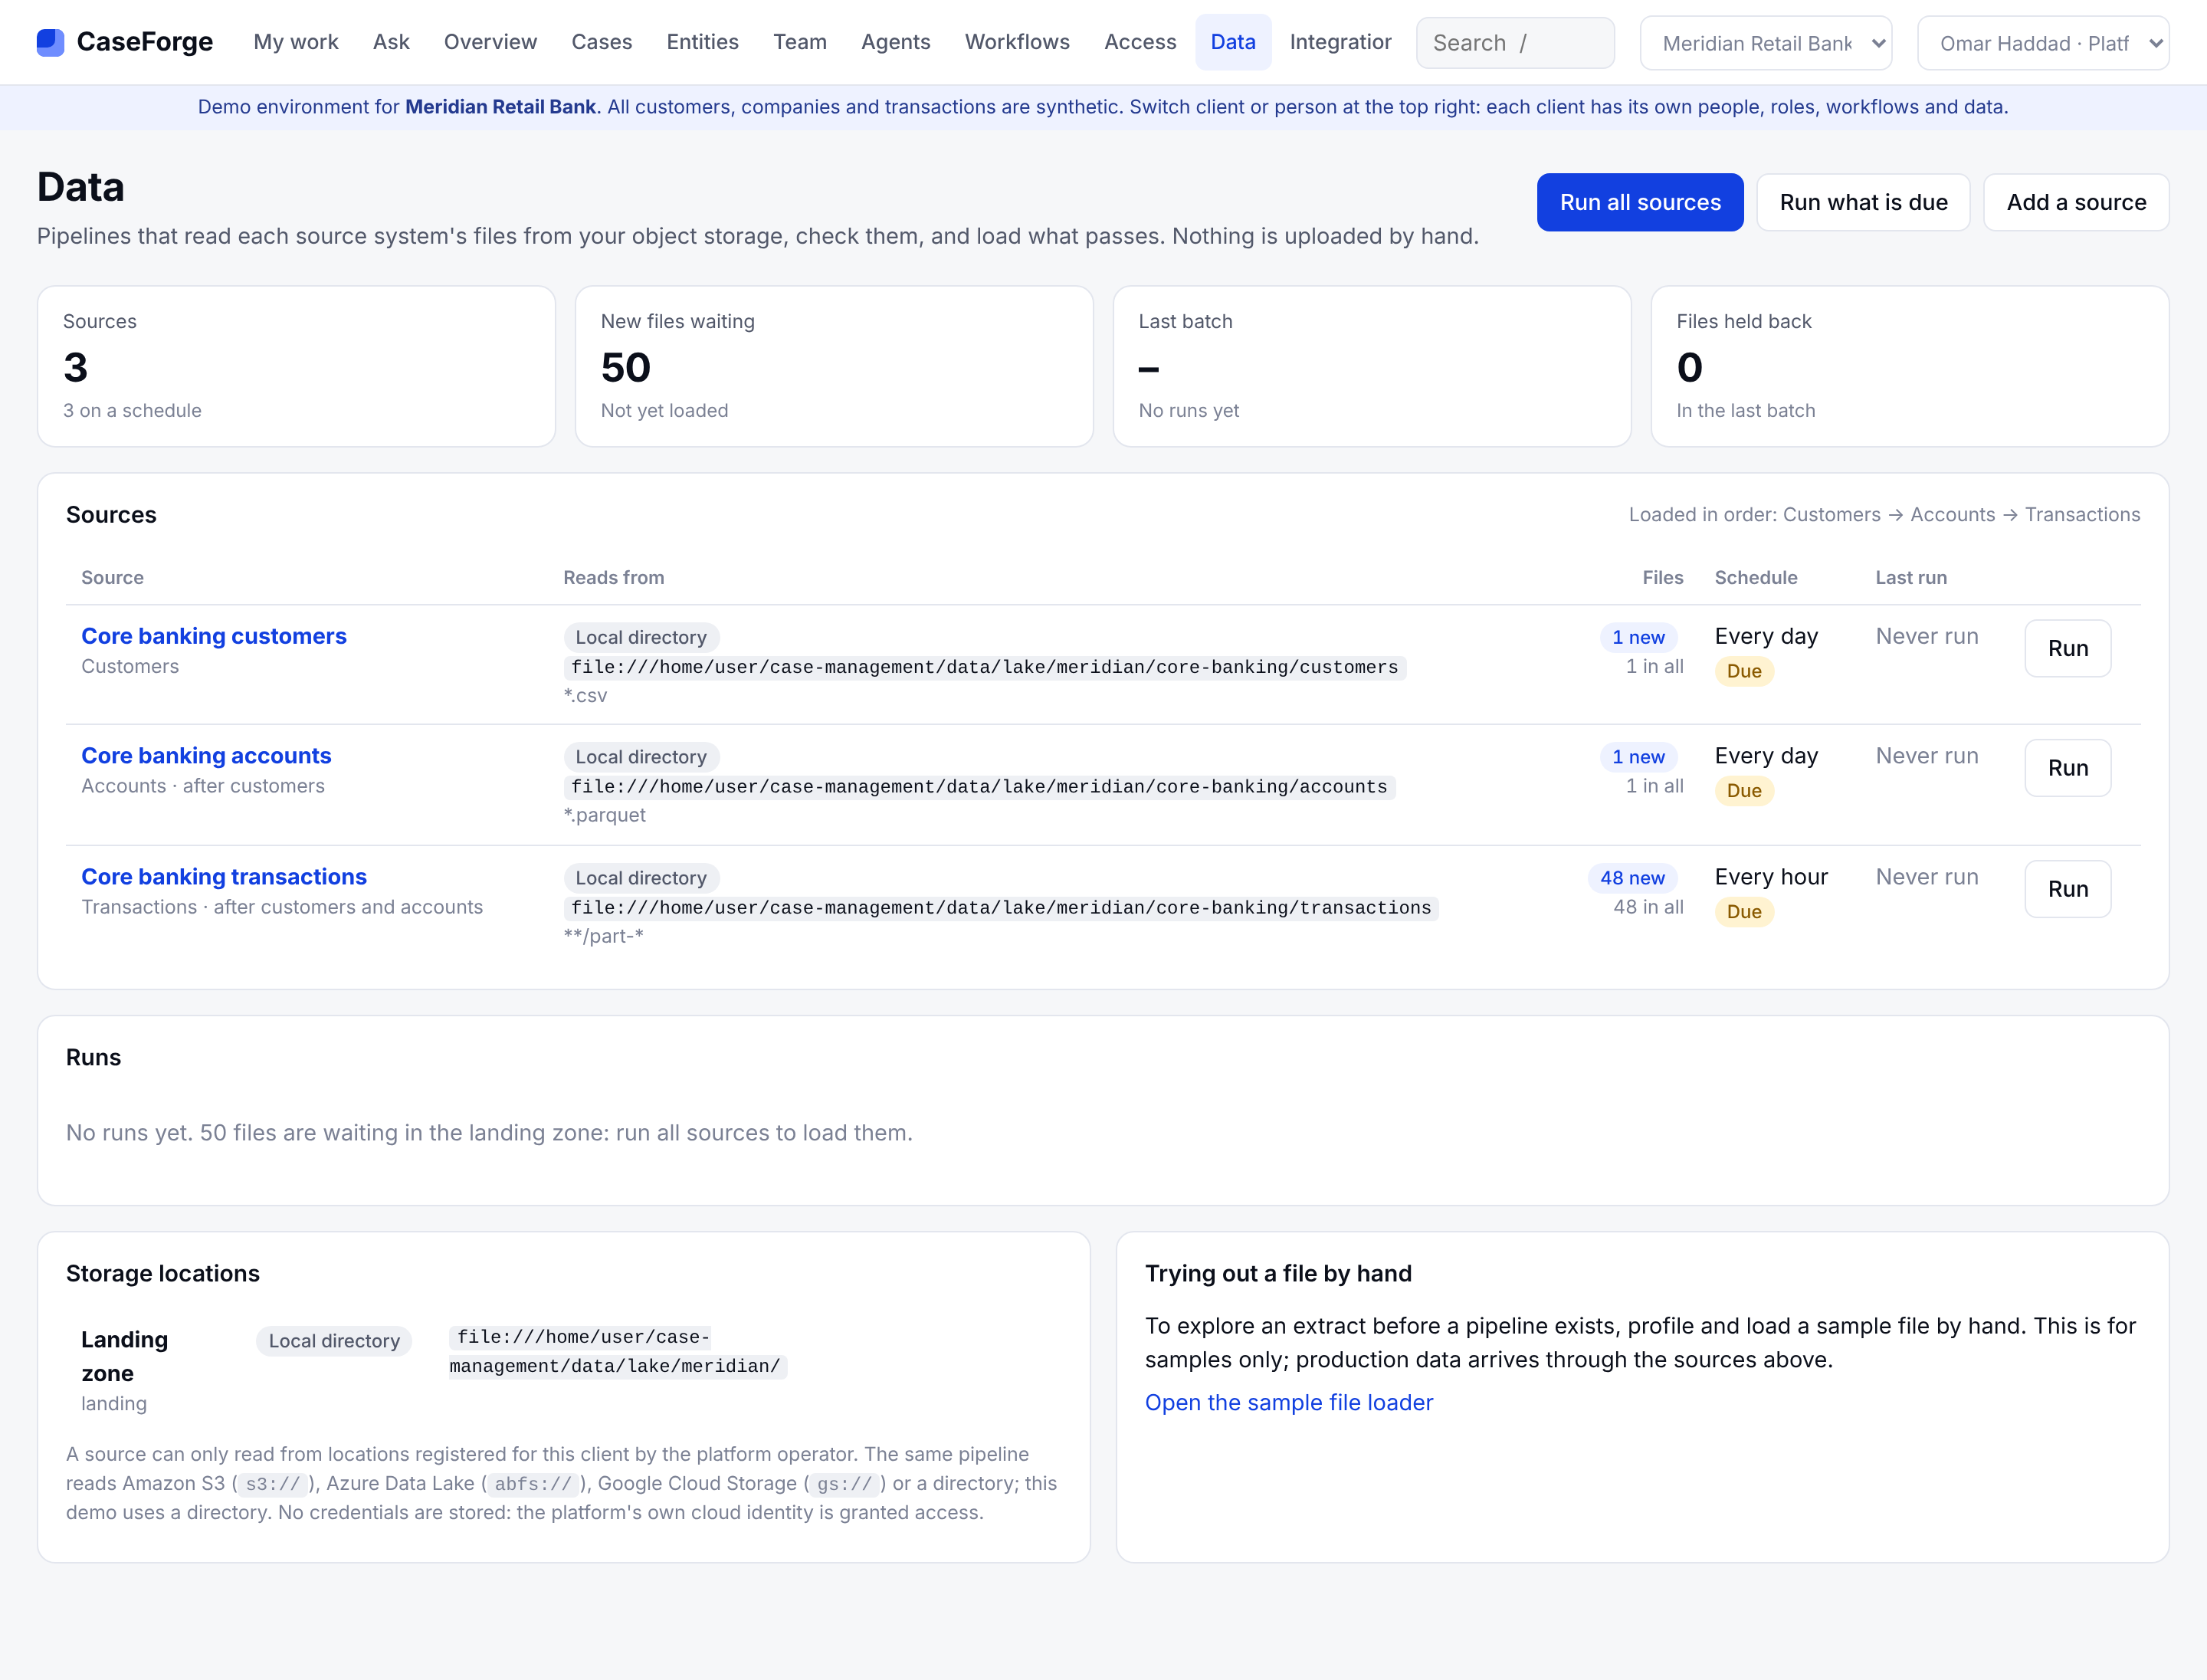 CaseForge My work Ask Overview Cases Entities Team Agents Workflows Access Data Integratior Search / Meridian Retail Bank Omar Haddad · Platf
Demo environment for Meridian Retail Bank. All customers, companies and transactions are synthetic. Switch client or person at the top right: each client has its own people, roles, workflows and data.
Data
Pipelines that read each source system's files from your object storage, check them, and load what passes. Nothing is uploaded by hand.
Run all sources Run what is due Add a source
Sources
3
3 on a schedule
New files waiting
50
Not yet loaded
Last batch
–
No runs yet
Files held back
0
In the last batch
Sources Loaded in order: Customers → Accounts → Transactions
Source Reads from Files Schedule Last run
Core banking customers Local directory 1 new Every day Never run Run
Customers file:///home/user/case-management/data/lake/meridian/core-banking/customers 1 in all Due
*.csv
Core banking accounts Local directory 1 new Every day Never run Run
Accounts · after customers file:///home/user/case-management/data/lake/meridian/core-banking/accounts 1 in all Due
*.parquet
Core banking transactions Local directory 48 new Every hour Never run Run
Transactions · after customers and accounts file:///home/user/case-management/data/lake/meridian/core-banking/transactions 48 in all Due
**/part-*
Runs
No runs yet. 50 files are waiting in the landing zone: run all sources to load them.
Storage locations
Landing zone
landing
Local directory
file:///home/user/case-
management/data/lake/meridian/
A source can only read from locations registered for this client by the platform operator. The same pipeline
reads Amazon S3 (s3://), Azure Data Lake (abfs://), Google Cloud Storage (gs://) or a directory; this
demo uses a directory. No credentials are stored: the platform's own cloud identity is granted access.
Trying out a file by hand
To explore an extract before a pipeline exists, profile and load a sample file by hand. This is for
samples only; production data arrives through the sources above.
Open the sample file loader